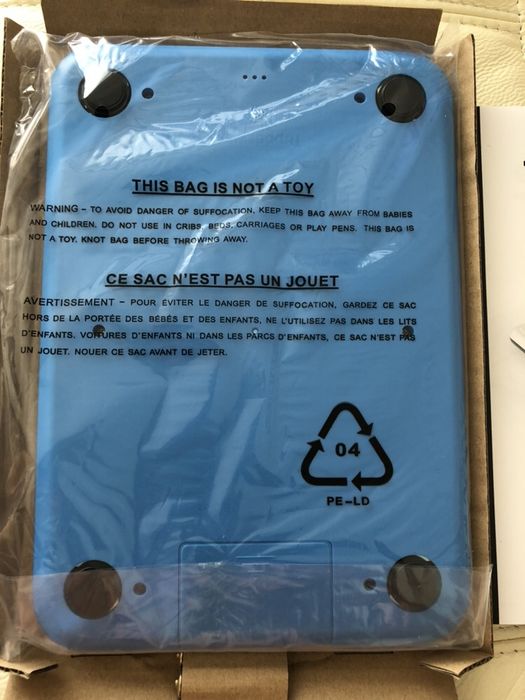 THIS BAG IS NOT A TOY
WARNING – TO AVOID DANGER OF SUFFOCATION, KEEP THIS BAG AWAY FROM BABIES
AND CHILDREN. DO NOT USE IN CRIBS, BEDS, CARRIAGES OR PLAY PENS. THIS BAG IS
NOT A TOY. KNOT BAG BEFORE THROWING AWAY.
CE SAC N'EST PAS UN JOUET
AVERTISSEMENT – POUR ÉVITER LE DANGER DE SUFFOCATION, GARDEZ CE SAC
HORS DE LA PORTÉE DES BÉBÉS ET DES ENFANTS, NE L'UTILISEZ PAS DANS LES LITS
D'ENFANTS. VOITURES D'ENFANTS NI DANS LES PARCS D'ENFANTS, CE SAC N'EST PAS
UN JOUET. NOUER CE SAC AVANT DE JETER.
04
PE-LD